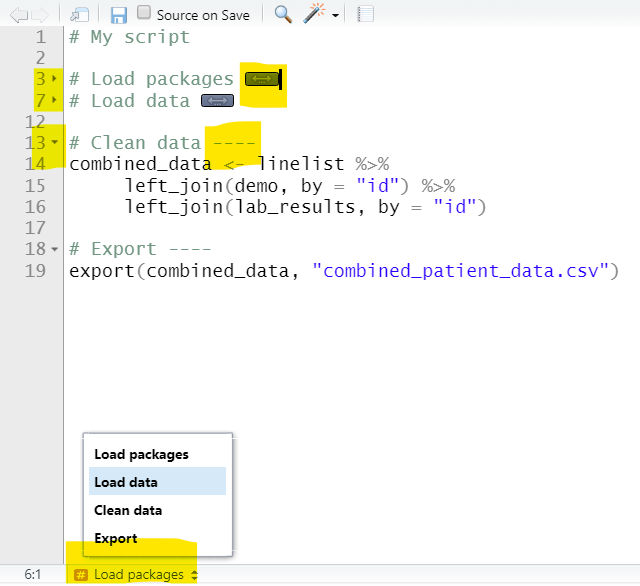 Source on Save
1 # My script
2
3 # Load packages
7 # Load data
12
13 # Clean data ----
14 combined_data <- linelist %>%
15 left_join(demo, by = "id") %>%
16 left_join(lab_results, by = "id")
17
18 # Export ----
19 export(combined_data, "combined_patient_data.csv")
Load packages
Load data
Clean data
Export
6:1 # Load packages